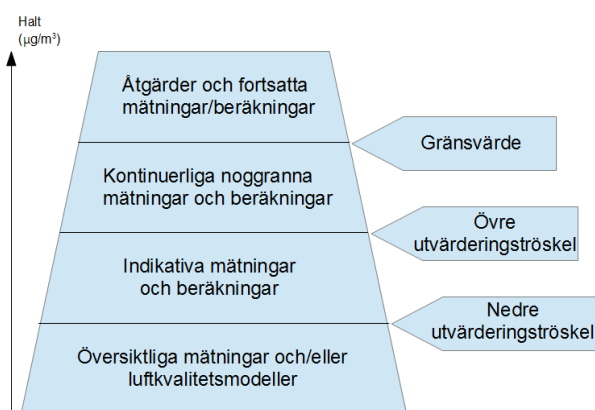 Halt
(µg/m³)
Åtgärder och fortsatta
mätningar/beräkningar
Gränsvärde
Kontinuerliga noggranna
mätningar och beräkningar
Övre
utvärderingströskel
Indikativa mätningar
och beräkningar
Nedre
utvärderingströskel
Översiktliga mätningar och/eller
luftkvalitetsmodeller